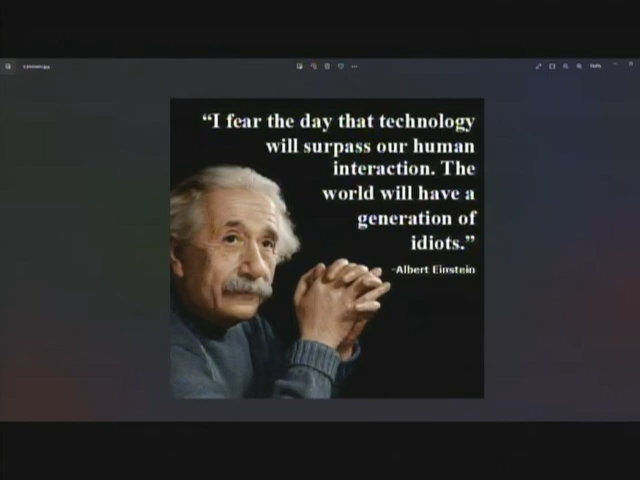 “I fear the day that technology
will surpass our human
interaction. The
world will have a
generation of
idiots.”
-Albert Einstein